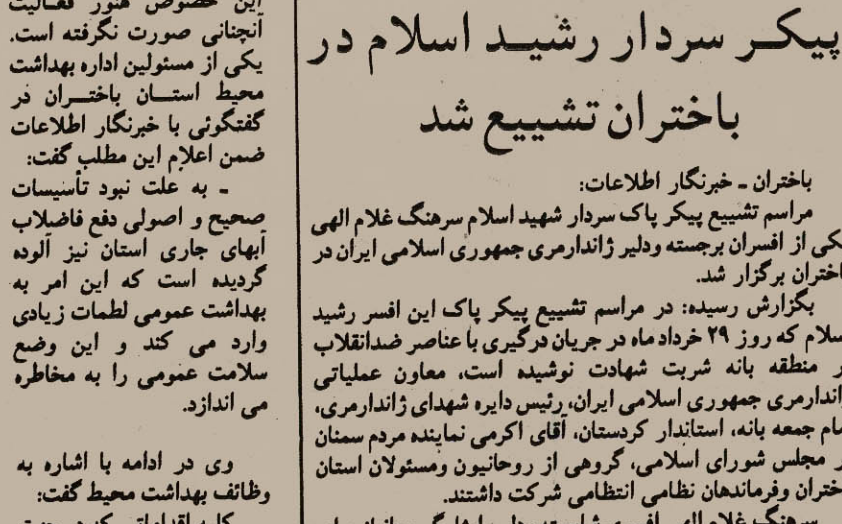 پیکر سردار رشید اسلام در
باختران تشییع شد
باختران ـ خبرنگار اطلاعات:
مراسم تشییع پیکر پاک سردار شهید اسلام سرهنگ غلام الهی
یکی از افسران برجسته ودلیر ژاندارمری جمهوری اسلامی ایران در
باختران برگزار شد.
بگزارش رسیده: در مراسم تشییع پیکر پاک این افسر رشید
اسلام که روز ۲۹ خرداد ماه در جریان درگیری با عناصر ضدانقلاب
در منطقه بانه شربت شهادت نوشیده است، معاون عملیاتی
ژاندارمری جمهوری اسلامی ایران، رئیس دایره شهدای ژاندارمری،
امام جمعه بانه، استاندار کردستان، آقای اکرمی نماینده مردم سمنان
در مجلس شورای اسلامی، گروهی از روحانیون ومسئولان استان
باختران وفرماندهان نظامی انتظامی شرکت داشتند.
سرهنگ غلام الهی
این خصوص هنوز فعالیت
آنچنانی صورت نگرفته است.
یکی از مسئولین اداره بهداشت
محیط استان باختران در
گفتگوئی با خبرنگار اطلاعات
ضمن اعلام این مطلب گفت:
ـ به علت نبود تأسیسات
صحیح و اصولی دفع فاضلاب
آبهای جاری استان نیز آلوده
گردیده است که این امر به
بهداشت عمومی لطمات زیادی
وارد می کند و این وضع
سلامت عمومی را به مخاطره
می اندازد.
وی در ادامه با اشاره به
وظائف بهداشت محیط گفت: